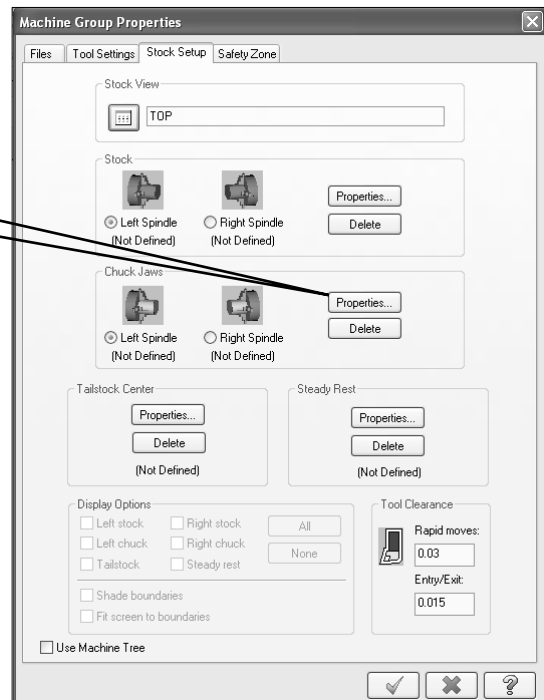 Machine Group Properties
Files Tool Settings Stock Setup Safety Zone
Stock View
TOP
Stock
Left Spindle Right Spindle Properties...
(Not Defined) (Not Defined) Delete
Chuck Jaws
Properties...
Left Spindle Right Spindle Delete
(Not Defined) (Not Defined)
Tailstock Center
Properties...
Delete
(Not Defined)
Steady Rest
Properties...
Delete
(Not Defined)
Display Options
Left stock Right stock All
Left chuck Right chuck
Tailstock Steady rest None
Shade boundaries
Fit screen to boundaries
Tool Clearance
Rapid moves:
0.03
Entry/Exit:
0.015
Use Machine Tree